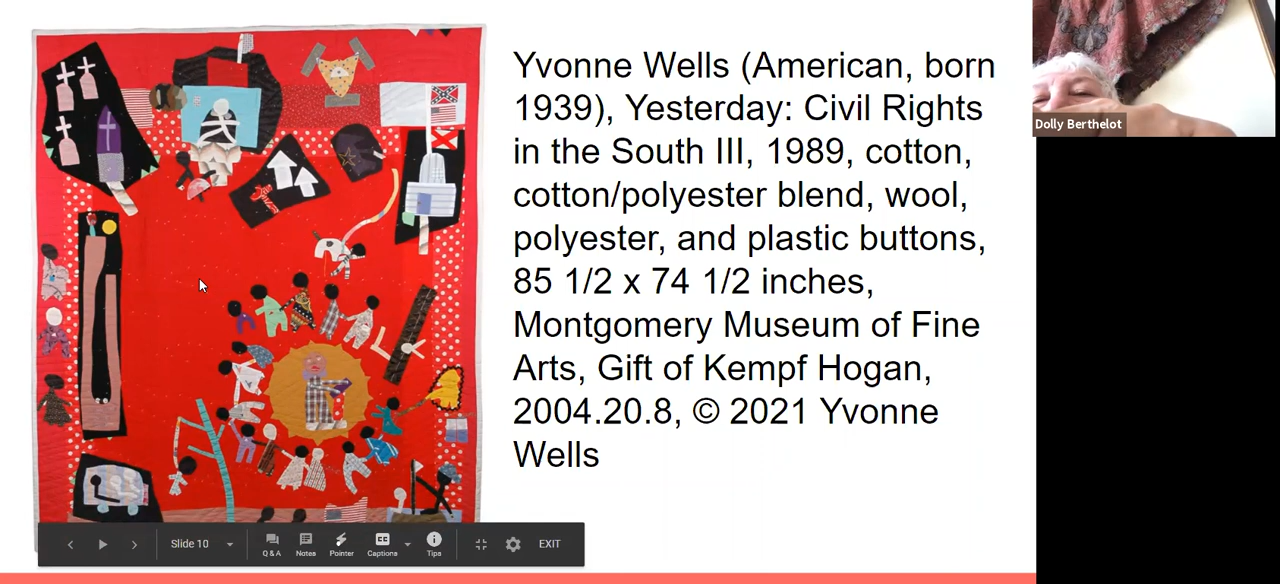 Yvonne Wells (American, born
1939), Yesterday: Civil Rights
in the South III, 1989, cotton,
cotton/polyester blend, wool,
polyester, and plastic buttons,
85 1/2 x 74 1/2 inches,
Montgomery Museum of Fine
Arts, Gift of Kempf Hogan,
2004.20.8, © 2021 Yvonne
Wells
Dolly Berthelot
Slide 10
Q & A
Notes
Pointer
Captions
Tips
EXIT